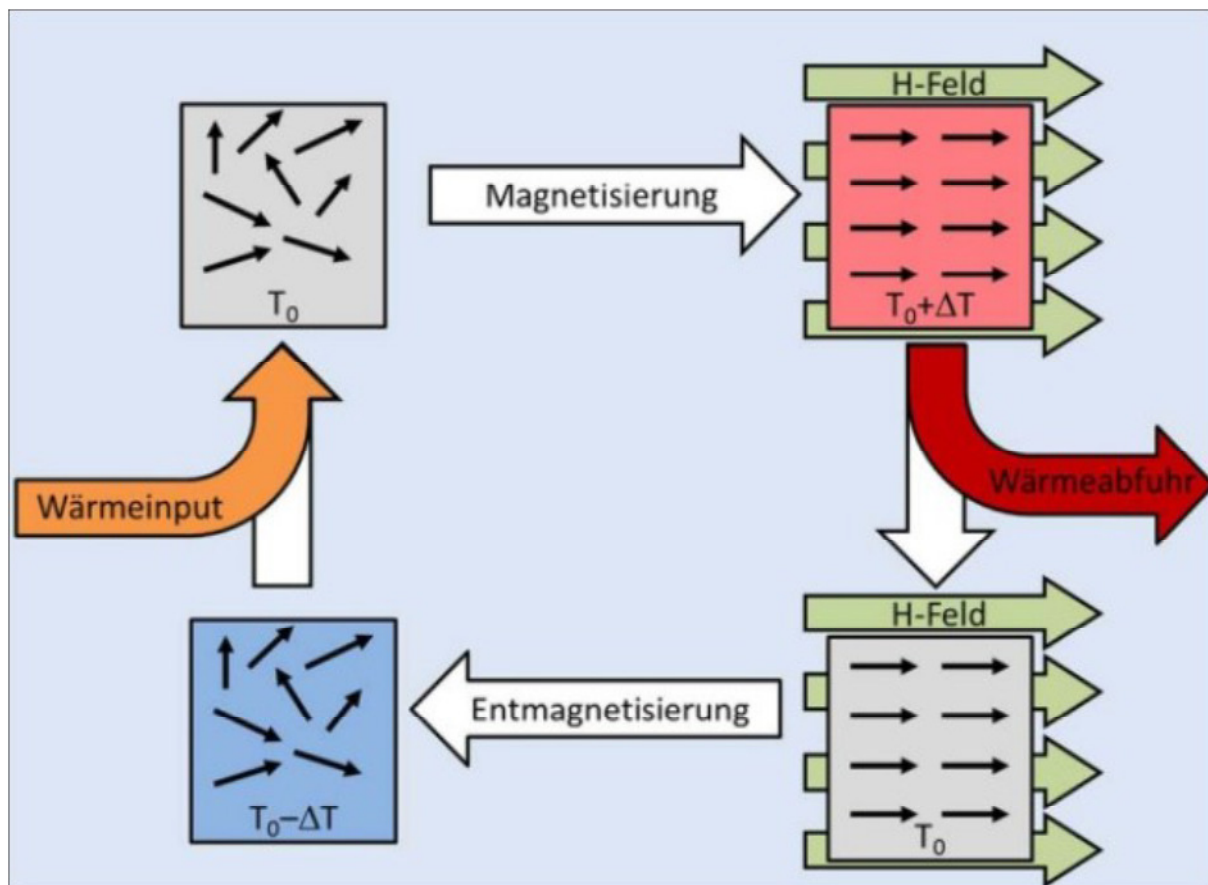 H-Feld
Magnetisierung
T₀
T₀+ΔT
Wärmeinput
Wärmeabfuhr
H-Feld
Entmagnetisierung
T₀−ΔT
T₀